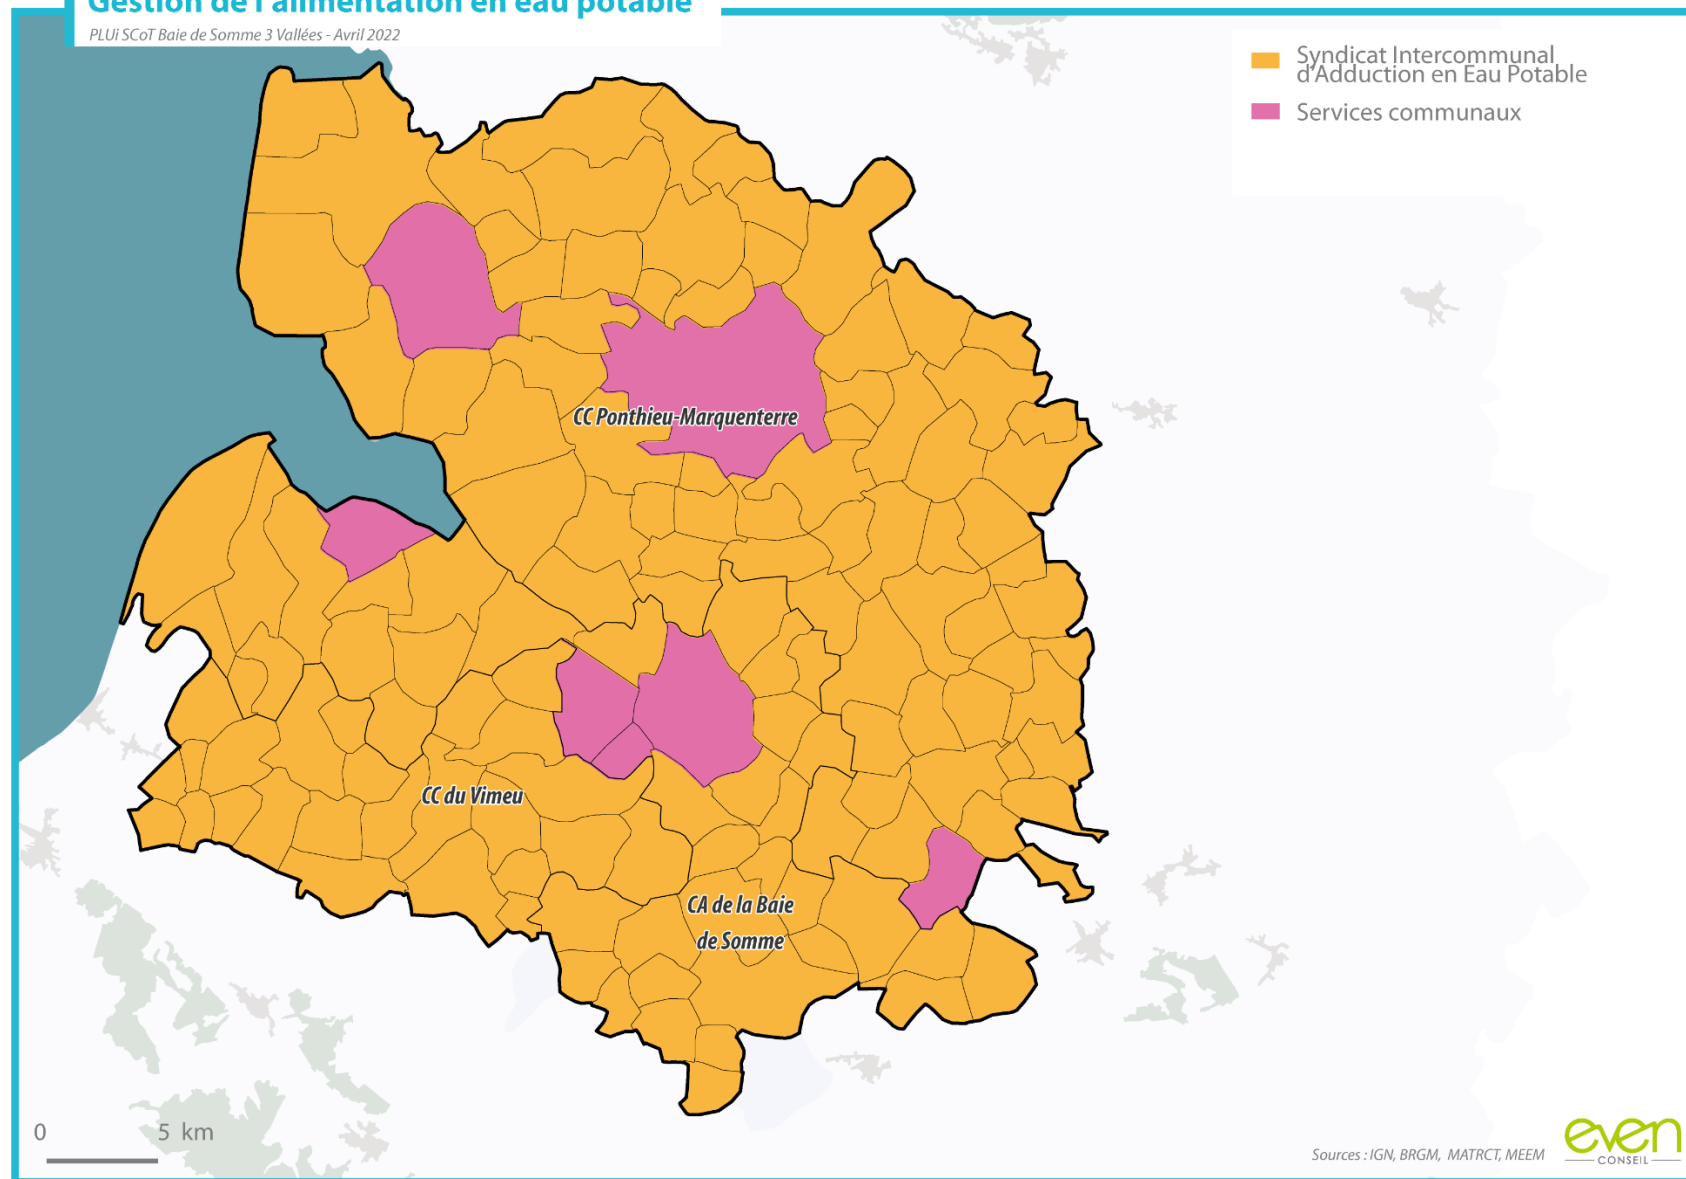 Gestion de l'alimentation en eau potable
PLUi SCoT Baie de Somme 3 Vallées - Avril 2022
Syndicat Intercommunal
d'Adduction en Eau Potable
Services communaux
CC Ponthieu-Marquenterre
CC du Vimeu
CA de la Baie
de Somme
0 5 km
Sources : IGN, BRGM, MATRCT, MEEM
even
CONSEIL